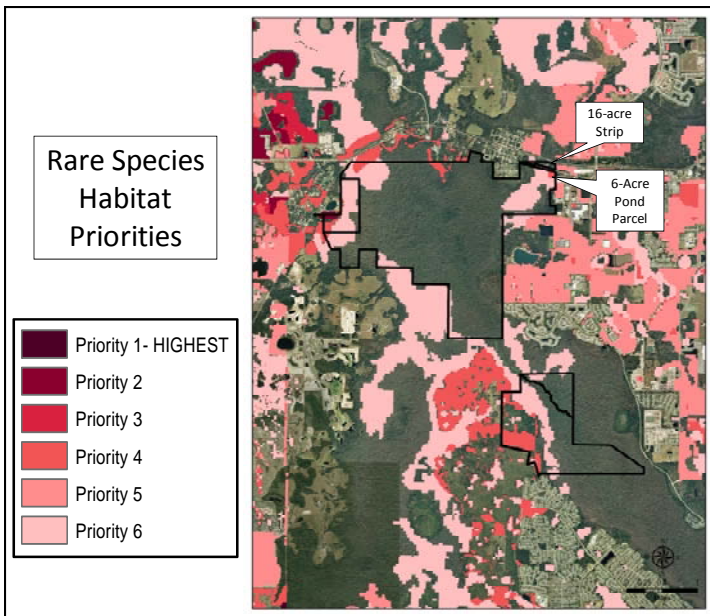 Rare Species
Habitat
Priorities
16-acre
Strip
6-Acre
Pond
Parcel
Priority 1- HIGHEST
Priority 2
Priority 3
Priority 4
Priority 5
Priority 6